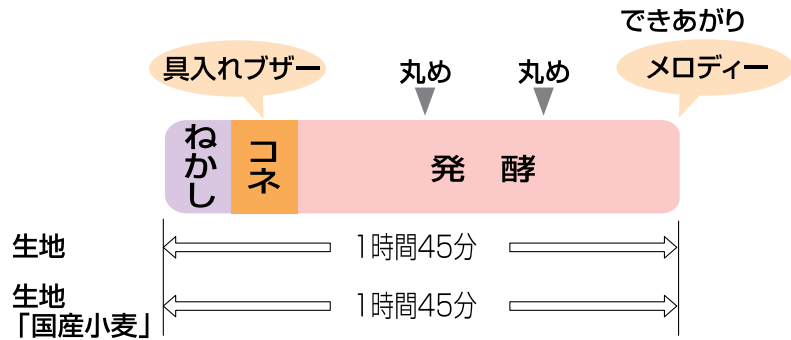 できあがり
具入れブザー
丸め
丸め
メロディー
ねかし
コネ
発酵
生地
1時間45分
生地
「国産小麦」
1時間45分